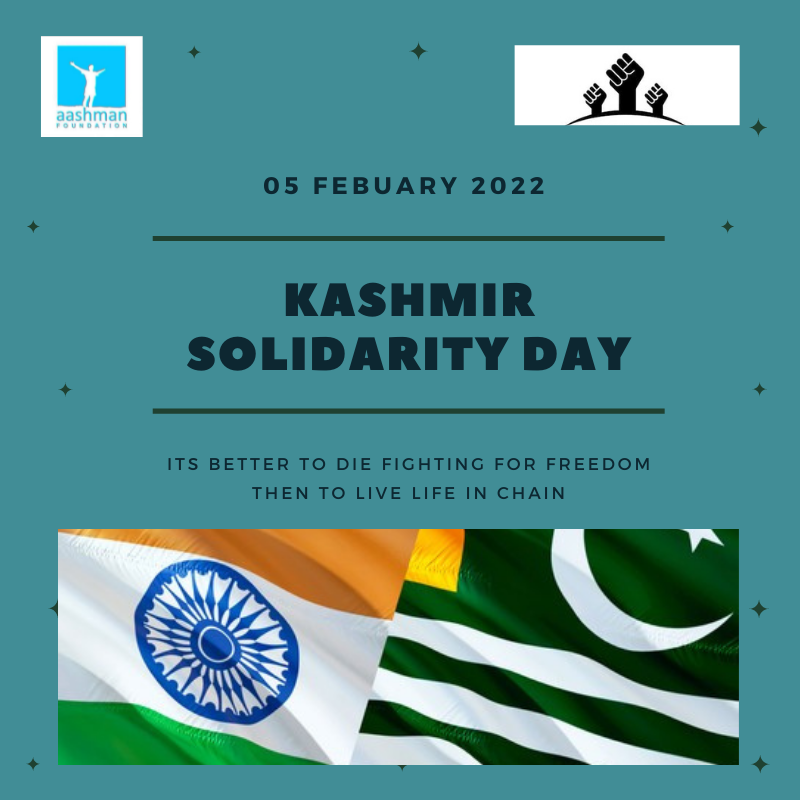 aashman
FOUNDATION
05 FEBUARY 2022
KASHMIR
SOLIDARITY DAY
ITS BETTER TO DIE FIGHTING FOR FREEDOM
THEN TO LIVE LIFE IN CHAIN